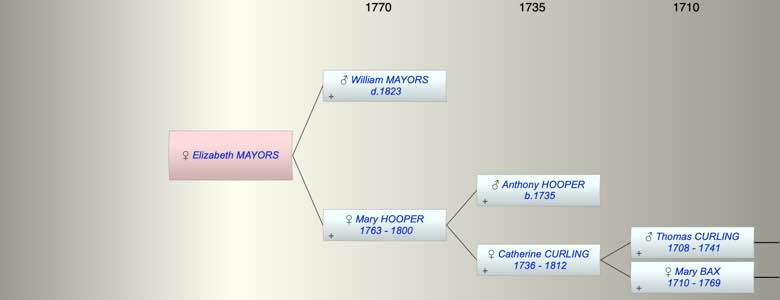 1770 1735 1710
♂ William MAYORS
d.1823
+
♀ Elizabeth MAYORS
♂ Anthony HOOPER
b.1735
+
♀ Mary HOOPER
1763 - 1800
+
♂ Thomas CURLING
1708 - 1741
+
♀ Catherine CURLING
1736 - 1812
+
♀ Mary BAX
1710 - 1769
+